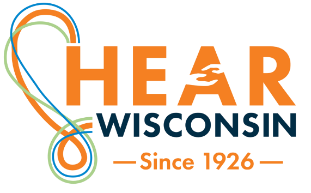 HEAR
WISCONSIN
— Since 1926 —